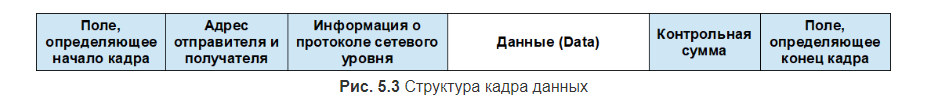 Поле,
определяющее
начало кадра
Адрес
отправителя и
получателя
Информация о
протоколе сетевого
уровня
Данные (Data)
Контрольная
сумма
Поле,
определяющее
конец кадра
Рис. 5.3 Структура кадра данных